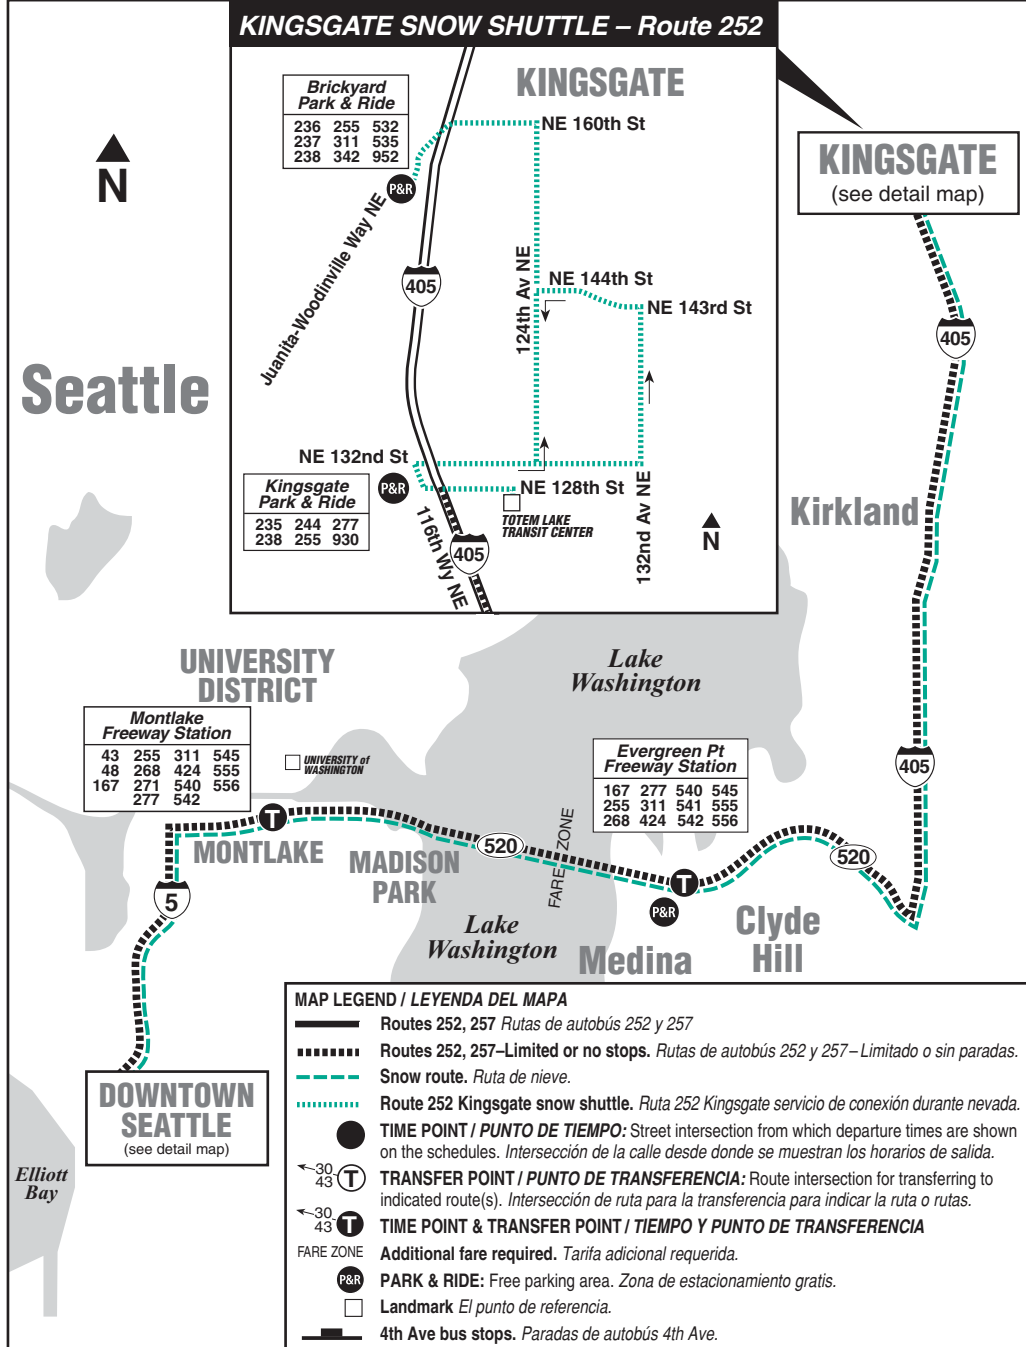 KINGSGATE SNOW SHUTTLE – Route 252
KINGSGATE
Brickyard
Park & Ride
236 255 532
237 311 535
238 342 952
NE 160th St
P&R
Juanita-Woodinville Way NE
405
124th Av NE
NE 144th St
NE 143rd St
NE 132nd St
Kingsgate
Park & Ride
235 244 277
238 255 930
P&R
NE 128th St
TOTEM LAKE
TRANSIT CENTER
116th Wy NE
405
132nd Av NE
N
N
KINGSGATE
(see detail map)
405
Seattle
Kirkland
Lake
Washington
UNIVERSITY
DISTRICT
Montlake
Freeway Station
43 255 311 545
48 268 424 555
167 271 540 556
277 542
UNIVERSITY of
WASHINGTON
Evergreen Pt
Freeway Station
167 277 540 545
255 311 541 555
268 424 542 556
405
T
MONTLAKE
MADISON
PARK
520
FARE ZONE
T
P&R
520
5
Lake
Washington
Medina
Clyde
Hill
DOWNTOWN
SEATTLE
(see detail map)
Elliott
Bay
MAP LEGEND / LEYENDA DEL MAPA
Routes 252, 257 Rutas de autobús 252 y 257
Routes 252, 257–Limited or no stops. Rutas de autobús 252 y 257 – Limitado o sin paradas.
Snow route. Ruta de nieve.
Route 252 Kingsgate snow shuttle. Ruta 252 Kingsgate servicio de conexión durante nevada.
TIME POINT / PUNTO DE TIEMPO: Street intersection from which departure times are shown
on the schedules. Intersección de la calle desde donde se muestran los horarios de salida.
30
43 T TRANSFER POINT / PUNTO DE TRANSFERENCIA: Route intersection for transferring to
indicated route(s). Intersección de ruta para la transferencia para indicar la ruta o rutas.
30
43 T TIME POINT & TRANSFER POINT / TIEMPO Y PUNTO DE TRANSFERENCIA
FARE ZONE Additional fare required. Tarifa adicional requerida.
P&R PARK & RIDE: Free parking area. Zona de estacionamiento gratis.
Landmark El punto de referencia.
4th Ave bus stops. Paradas de autobús 4th Ave.